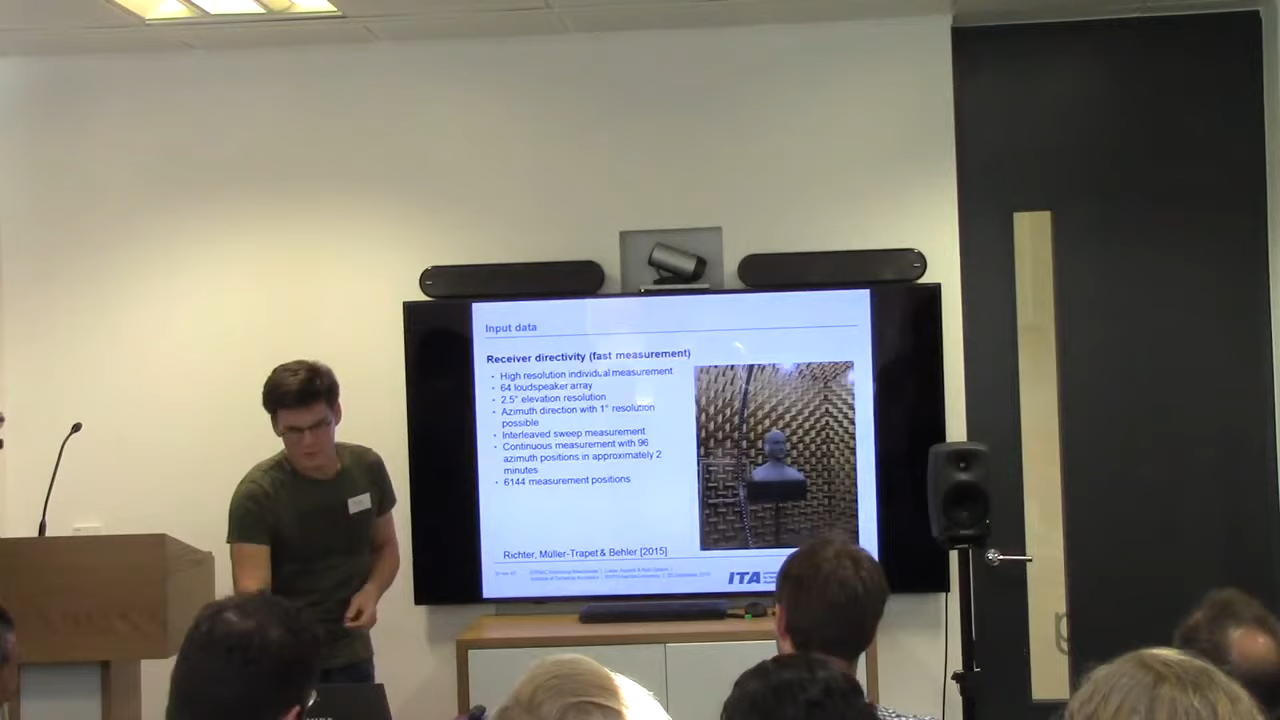 Input data
Receiver directivity (fast measurement)
• High resolution individual measurement
• 64 loudspeaker array
• 2.5° elevation resolution
• Azimuth direction with 1° resolution
possible
• Interleaved sweep measurement
• Continuous measurement with 96
azimuth positions in approximately 2
minutes
• 6144 measurement positions
Richter, Müller-Trapet & Behler [2015]
ITA